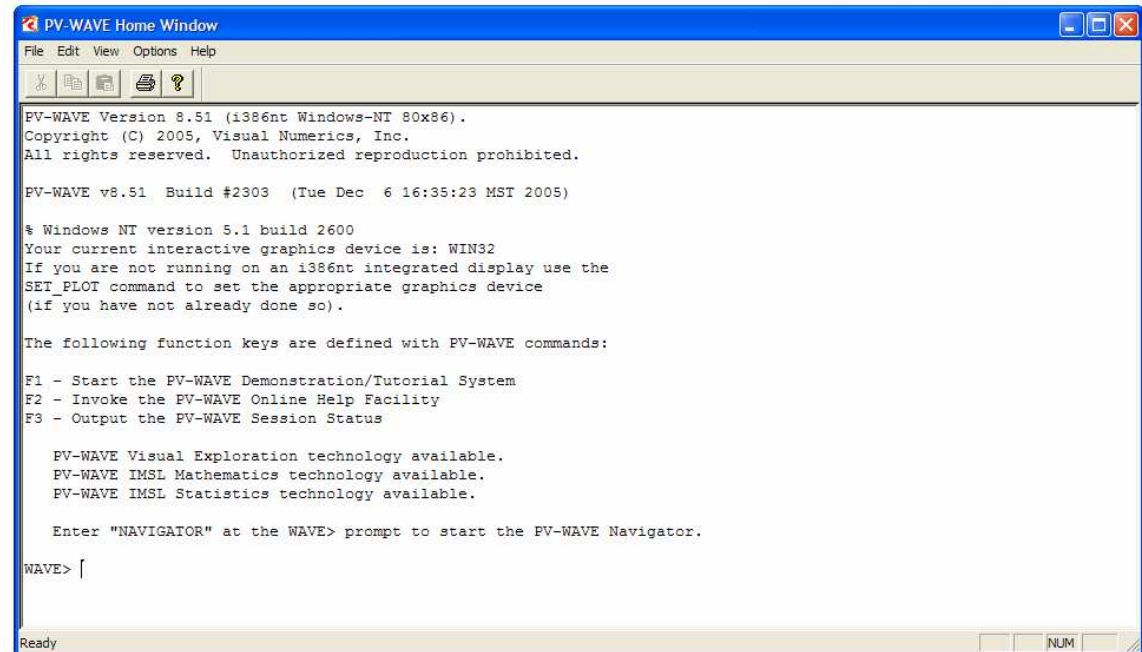 PV-WAVE Home Window
File Edit View Options Help
PV-WAVE Version 8.51 (i386nt Windows-NT 80x86).
Copyright (C) 2005, Visual Numerics, Inc.
All rights reserved.  Unauthorized reproduction prohibited.
PV-WAVE v8.51  Build #2303  (Tue Dec  6 16:35:23 MST 2005)
% Windows NT version 5.1 build 2600
Your current interactive graphics device is: WIN32
If you are not running on an i386nt integrated display use the
SET_PLOT command to set the appropriate graphics device
(if you have not already done so).
The following function keys are defined with PV-WAVE commands:
F1 - Start the PV-WAVE Demonstration/Tutorial System
F2 - Invoke the PV-WAVE Online Help Facility
F3 - Output the PV-WAVE Session Status
PV-WAVE Visual Exploration technology available.
PV-WAVE IMSL Mathematics technology available.
PV-WAVE IMSL Statistics technology available.
Enter "NAVIGATOR" at the WAVE> prompt to start the PV-WAVE Navigator.
WAVE>
Ready NUM